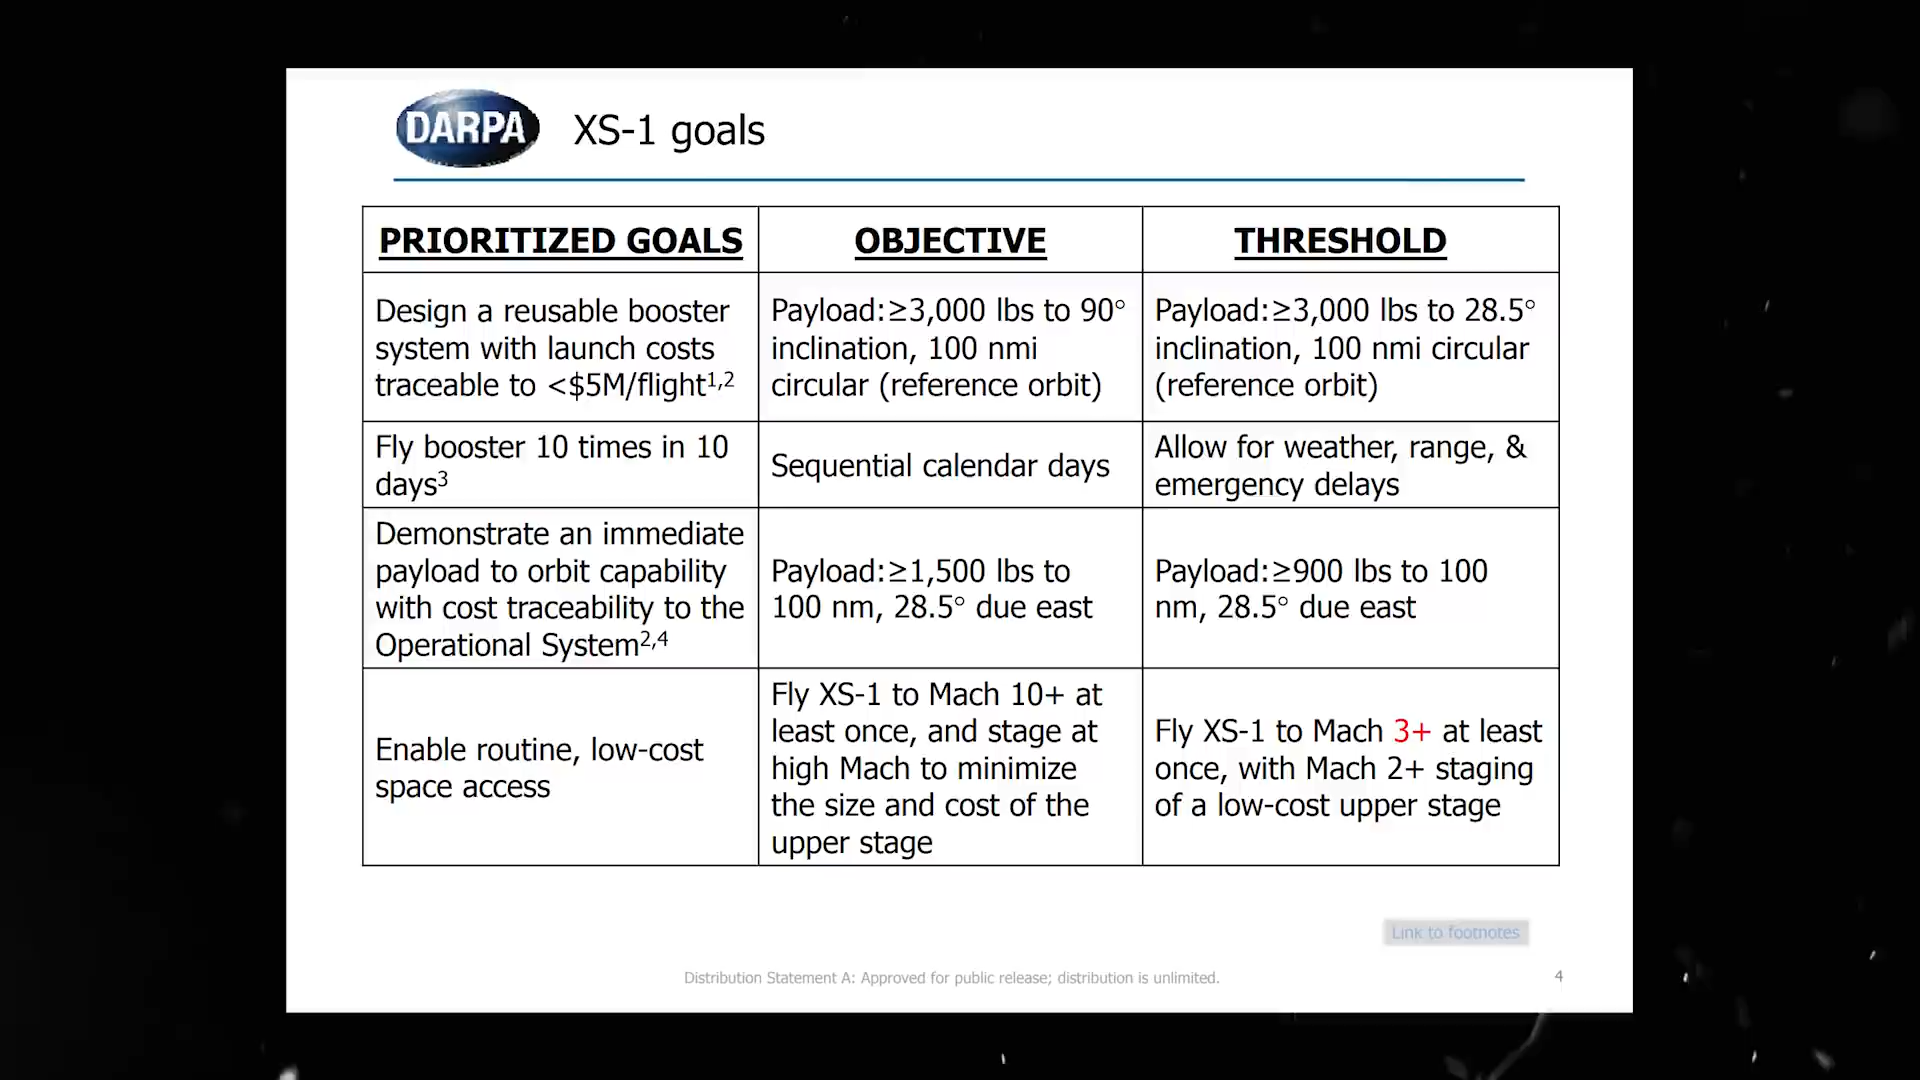 DARPA
XS-1 goals
PRIORITIZED GOALS
OBJECTIVE
THRESHOLD
Design a reusable booster
system with launch costs
traceable to <$5M/flight1,2
Payload:≥3,000 lbs to 90°
inclination, 100 nmi
circular (reference orbit)
Payload:≥3,000 lbs to 28.5°
inclination, 100 nmi circular
(reference orbit)
Fly booster 10 times in 10
days3
Sequential calendar days
Allow for weather, range, &
emergency delays
Demonstrate an immediate
payload to orbit capability
with cost traceability to the
Operational System2,4
Payload:≥1,500 lbs to
100 nm, 28.5° due east
Payload:≥900 lbs to 100
nm, 28.5° due east
Enable routine, low-cost
space access
Fly XS-1 to Mach 10+ at
least once, and stage at
high Mach to minimize
the size and cost of the
upper stage
Fly XS-1 to Mach 3+ at least
once, with Mach 2+ staging
of a low-cost upper stage
Link to footnotes
Distribution Statement A: Approved for public release; distribution is unlimited.
4